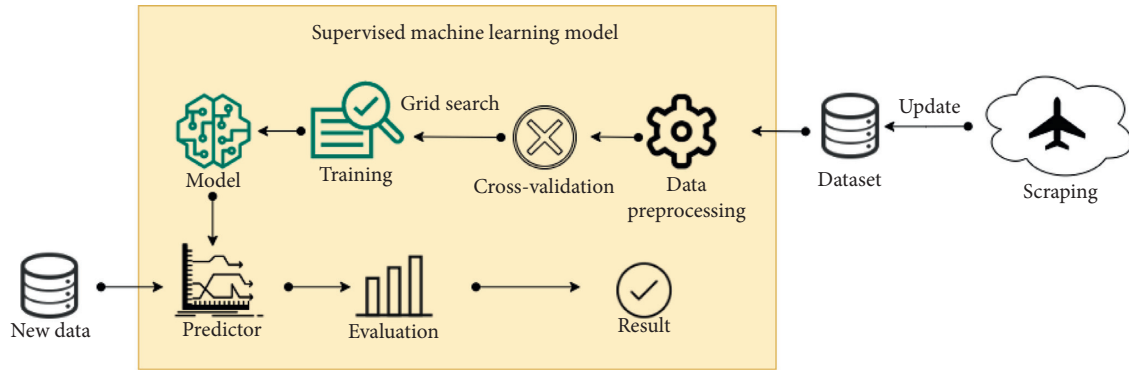 Supervised machine learning model
Grid search
Update
Model
Training
Cross-validation
Data
preprocessing
Dataset
Scraping
New data
Predictor
Evaluation
Result